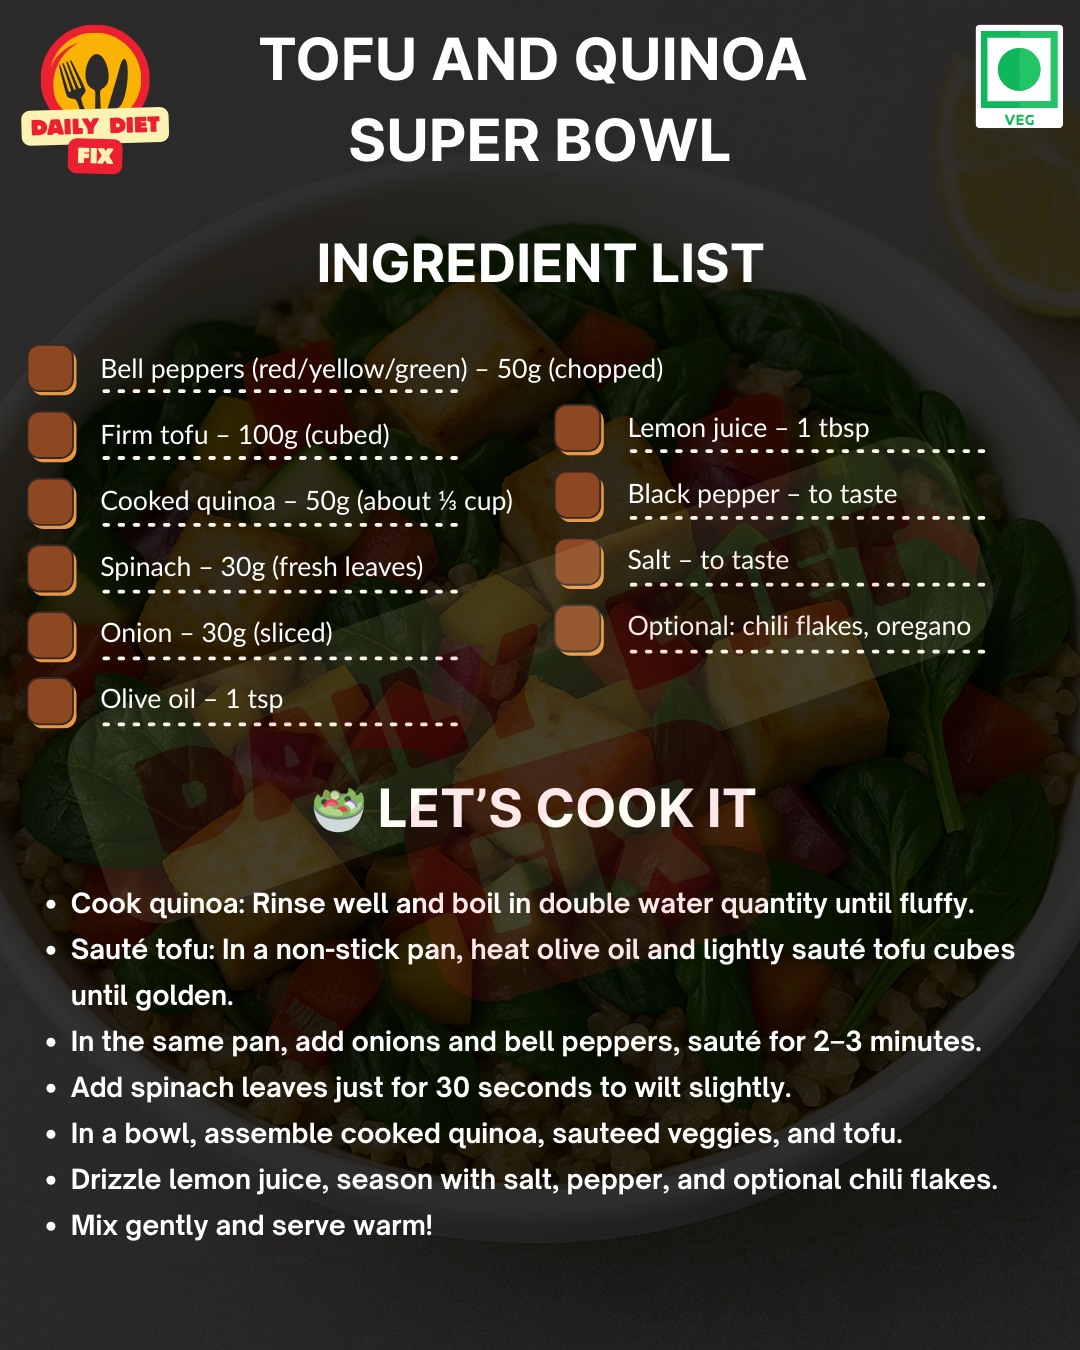 DAILY DIET
FIX
TOFU AND QUINOA
SUPER BOWL
VEG
INGREDIENT LIST
Bell peppers (red/yellow/green) – 50g (chopped)
Firm tofu – 100g (cubed)
Cooked quinoa – 50g (about ⅓ cup)
Spinach – 30g (fresh leaves)
Onion – 30g (sliced)
Olive oil – 1 tsp
Lemon juice – 1 tbsp
Black pepper – to taste
Salt – to taste
Optional: chili flakes, oregano
DAILY DIET
FIX
🥗 LET’S COOK IT
• Cook quinoa: Rinse well and boil in double water quantity until fluffy.
• Sauté tofu: In a non-stick pan, heat olive oil and lightly sauté tofu cubes
until golden.
• In the same pan, add onions and bell peppers, sauté for 2–3 minutes.
• Add spinach leaves just for 30 seconds to wilt slightly.
• In a bowl, assemble cooked quinoa, sauteed veggies, and tofu.
• Drizzle lemon juice, season with salt, pepper, and optional chili flakes.
• Mix gently and serve warm!